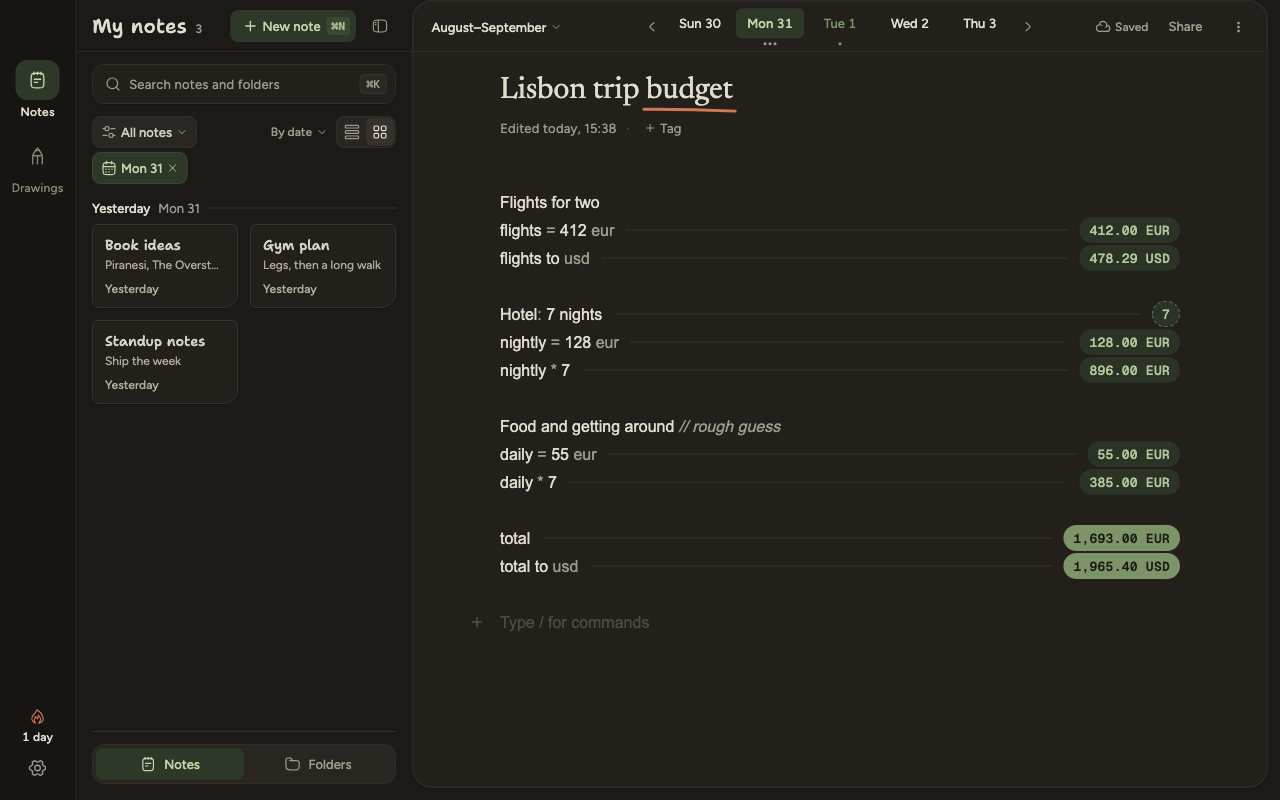 My notes 3
New note ⌘N
Search notes and folders ⌘K
All notes
By date
Mon 31
Yesterday Mon 31
Book ideas
Piranesi, The Overst…
Yesterday
Gym plan
Legs, then a long walk
Yesterday
Standup notes
Ship the week
Yesterday
Notes
Drawings
1 day
Notes
Folders
August–September
Sun 30
Mon 31
Tue 1
Wed 2
Thu 3
Saved
Share
Lisbon trip budget
Edited today, 15:38 · + Tag
Flights for two
flights = 412 eur 412.00 EUR
flights to usd 478.29 USD
Hotel: 7 nights 7
nightly = 128 eur 128.00 EUR
nightly * 7 896.00 EUR
Food and getting around // rough guess
daily = 55 eur 55.00 EUR
daily * 7 385.00 EUR
total 1,693.00 EUR
total to usd 1,965.40 USD
+ Type / for commands